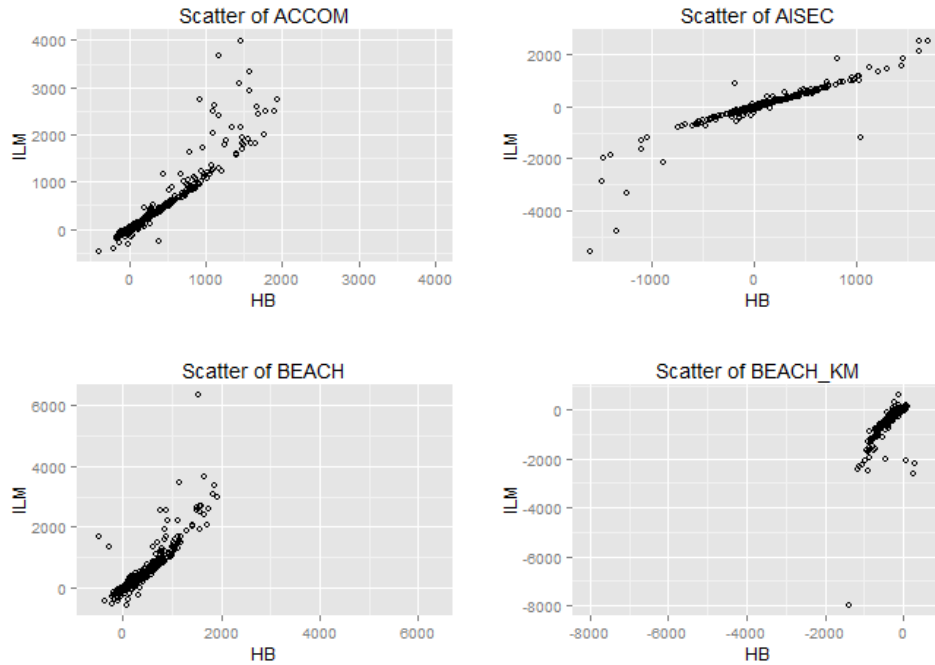 Scatter of ACCOM
4000
3000
2000
1000
0
ILM
0 1000 2000 3000 4000
HB
Scatter of AISEC
2000
0
-2000
-4000
ILM
-1000 0 1000
HB
Scatter of BEACH
6000
4000
2000
0
ILM
0 2000 4000 6000
HB
Scatter of BEACH_KM
0
-2000
-4000
-6000
-8000
ILM
-8000 -6000 -4000 -2000 0
HB